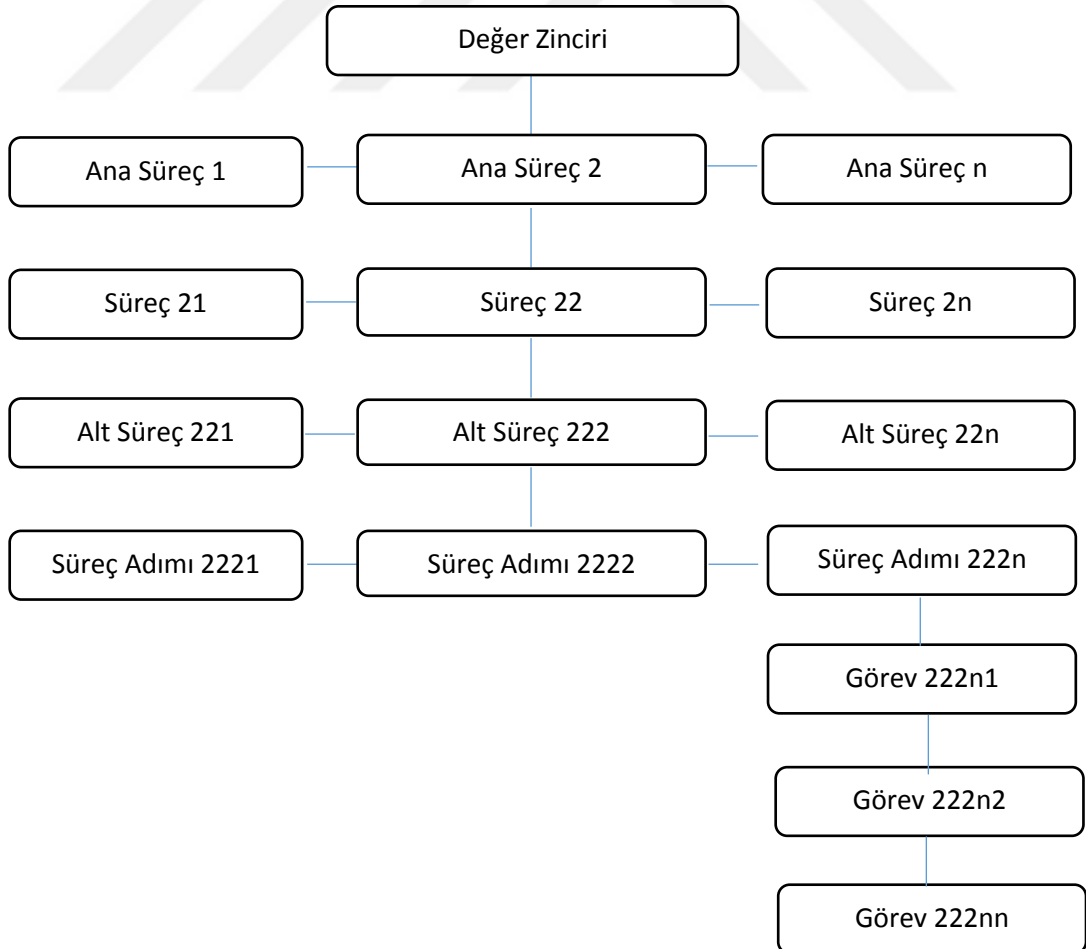 Değer Zinciri
Ana Süreç 1
Ana Süreç 2
Ana Süreç n
Süreç 21
Süreç 22
Süreç 2n
Alt Süreç 221
Alt Süreç 222
Alt Süreç 22n
Süreç Adımı 2221
Süreç Adımı 2222
Süreç Adımı 222n
Görev 222n1
Görev 222n2
Görev 222nn